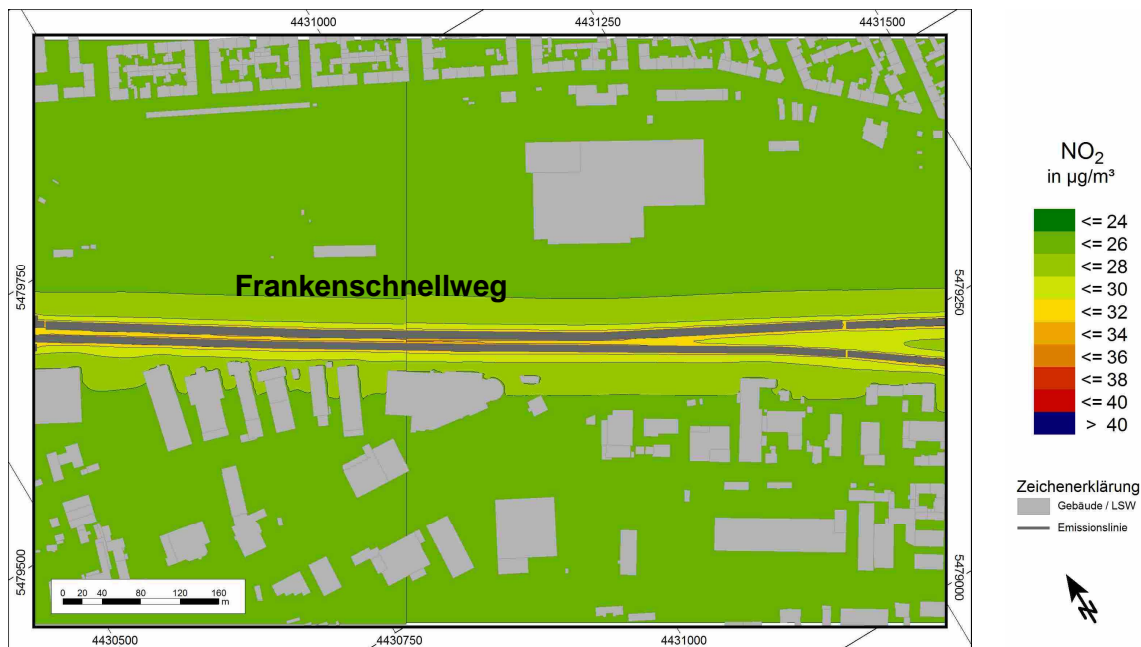 4431000
4431250
4431500
5479750
5479250
Frankenschnellweg
5479500
5479000
0 20 40 80 120 160
m
4430500
4430750
4431000
NO₂
in µg/m³
<= 24
<= 26
<= 28
<= 30
<= 32
<= 34
<= 36
<= 38
<= 40
> 40
Zeichenerklärung
Gebäude / LSW
Emissionslinie
N